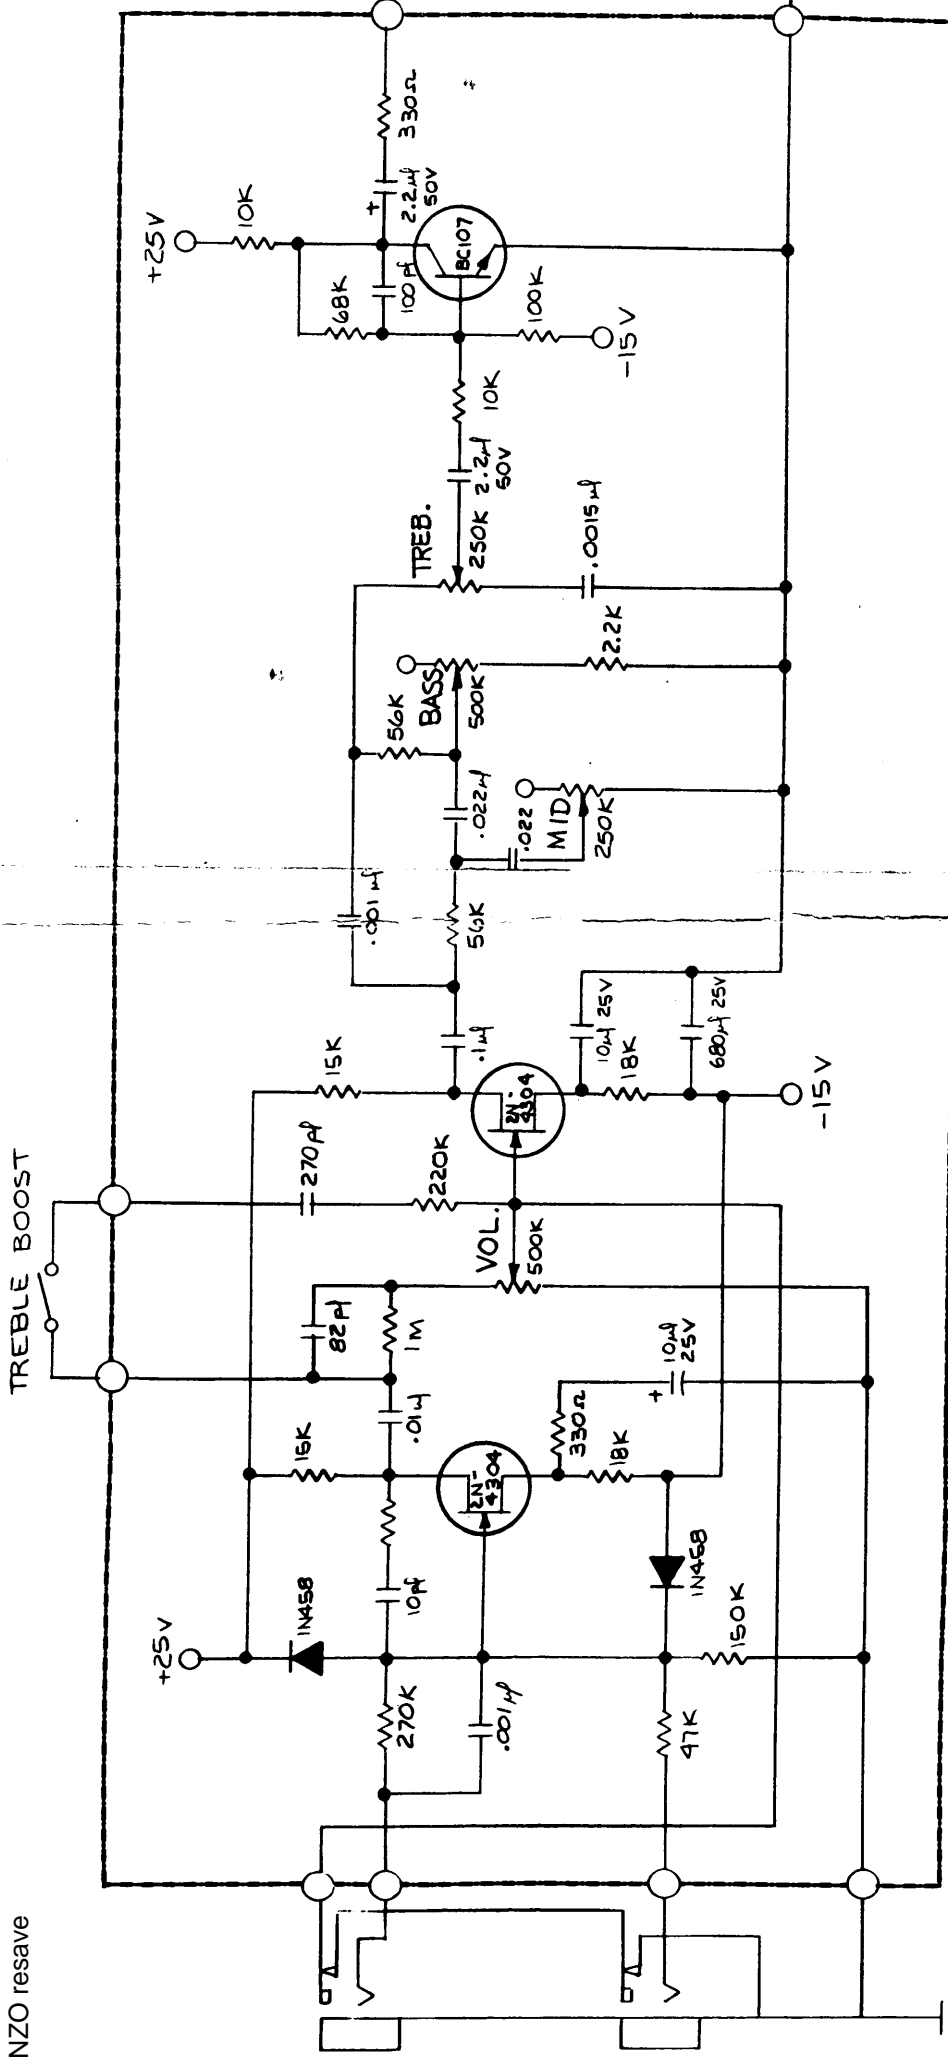 NZO resave
TREBLE BOOST
+25V
1N458
270K
.001µf
10pf
15K
2N-
4304
.01µf
82pf
1M
VOL.
500K
330Ω
18K
10µf
25V
1N458
150K
47K
270pf
220K
15K
2N-
4304
.1µf
10µf 25V
18K
680µf 25V
-15V
.001µf
56K
.022µf
.022
MID
250K
56K
BASS
500K
2.2K
TREB.
250K
.0015µf
2.2µf
50V
10K
68K
100pf
100K
-15V
+25V
10K
BC107
+
2.2µf
50V
330Ω
+